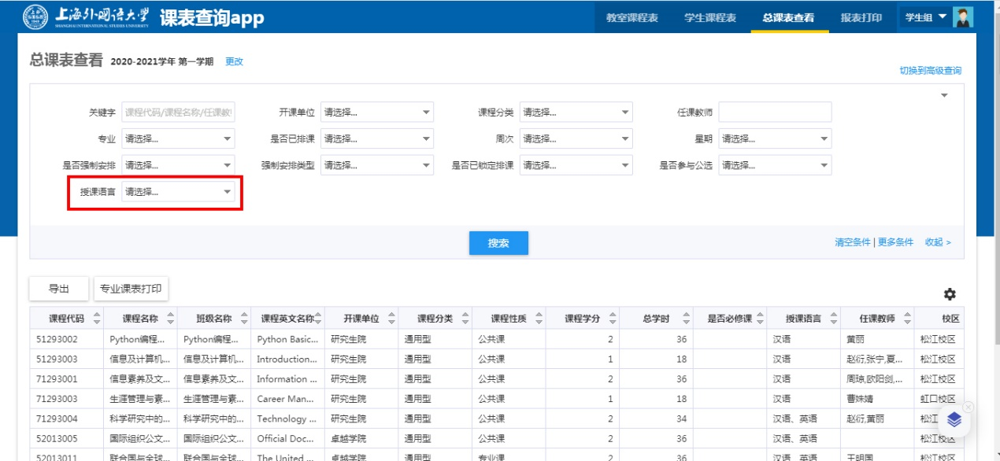 上海外国语大学
SHANGHAI INTERNATIONAL STUDIES UNIVERSITY
课表查询app
教室课程表 学生课程表 总课表查看 报表打印 学生组
总课表查看 2020-2021学年 第一学期 更改
切换到高级查询
关键字 课程代码/课程名称/任课教 开课单位 请选择... 课程分类 请选择... 任课教师
专业 请选择... 是否已排课 请选择... 周次 请选择... 星期 请选择...
是否强制安排 请选择... 强制安排类型 请选择... 是否已锁定排课 请选择... 是否参与公选 请选择...
授课语言 请选择...
搜索
清空条件 | 更多条件 收起 >
导出 专业课表打印
课程代码 课程名称 班级名称 课程英文名称 开课单位 课程分类 课程性质 课程学分 总学时 是否必修课 授课语言 任课教师 校区
51293002 Python编程... Python编程... Python Basic... 研究生院 通用型 公共课 2 36 汉语 黄丽 松江校区
51293003 信息及计算机... 信息及计算机... Introduction... 研究生院 通用型 公共课 1 18 汉语 赵衍,张宁,夏... 松江校区
71293001 信息素养及文... 信息素养及文... Information ... 研究生院 通用型 公共课 2 36 汉语 周琼,欧阳剑,... 松江校区
71293003 生涯管理与素... 生涯管理与素... Career Man... 研究生院 通用型 公共课 1 18 汉语 曹姝婧 虹口校区
71293004 科学研究中的... 科学研究中的... Technology ... 研究生院 通用型 公共课 2 34 汉语、英语 赵衍,黄丽 松江
52013005 国际组织公文... 国际组织公文... Official Doc... 卓越学院 通用型 公共课 2 36 汉语、英语 松江校区
52013011 联合国与全球... 联合国与全球... The United ... 卓越学院 通用型 专业课 2 36 汉语、英语 王明国 松江校区